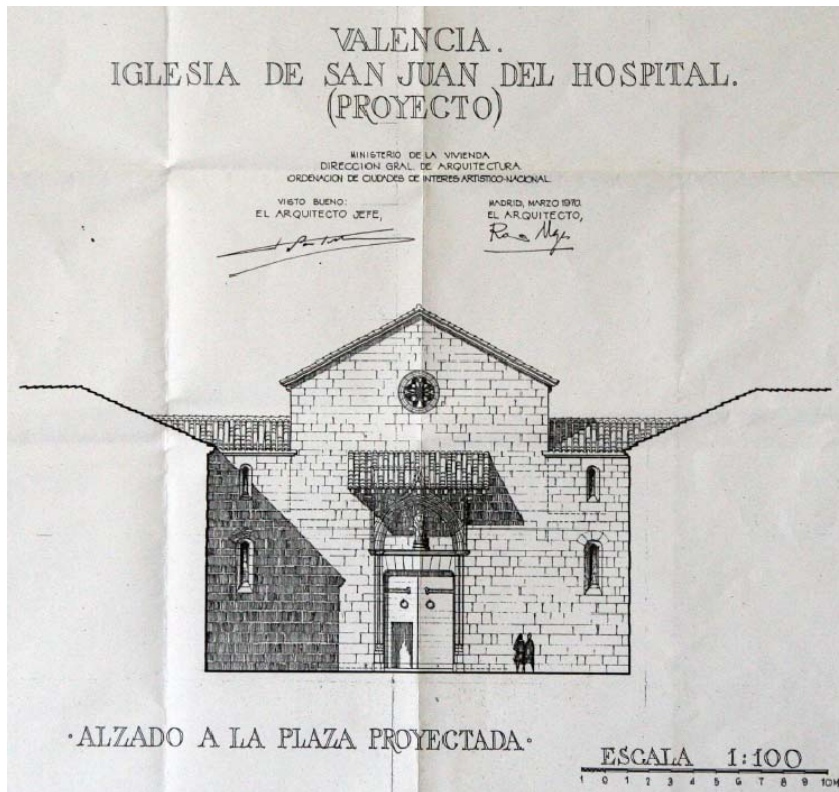 VALENCIA.
IGLESIA DE SAN JUAN DEL HOSPITAL.
(PROYECTO)
MINISTERIO DE LA VIVIENDA
DIRECCION GRAL. DE ARQUITECTURA
ORDENACION DE CIUDADES DE INTERES ARTISTICO-NACIONAL
VISTO BUENO:
EL ARQUITECTO JEFE,
MADRID, MARZO 1970.
EL ARQUITECTO,
·ALZADO A LA PLAZA PROYECTADA·
ESCALA 1:100
1 0 1 2 3 4 5 6 7 8 9 10M